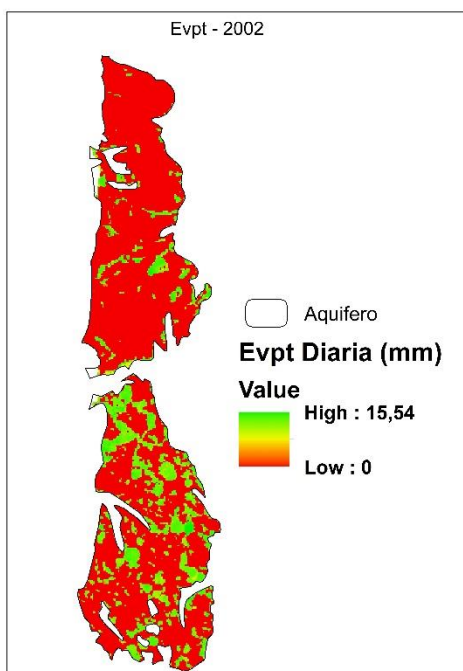 Evpt - 2002
Aquifero
Evpt Diaria (mm)
Value
High : 15,54
Low : 0